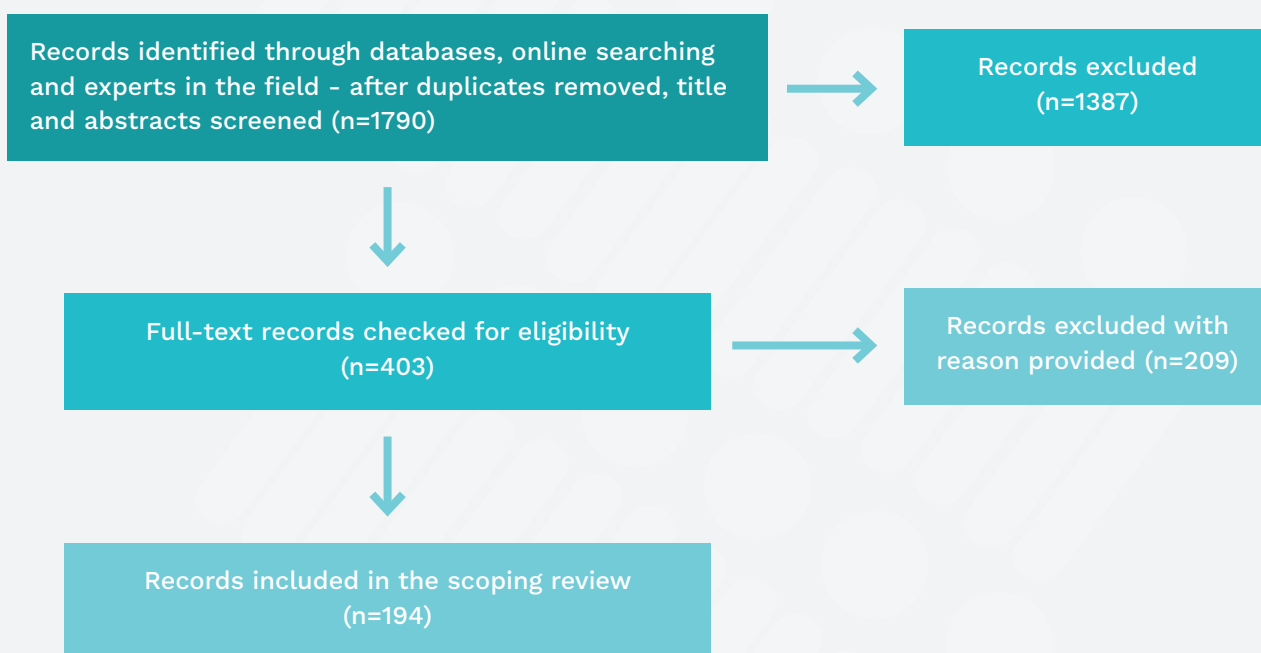 Records identified through databases, online searching
and experts in the field - after duplicates removed, title
and abstracts screened (n=1790)
Records excluded
(n=1387)
Full-text records checked for eligibility
(n=403)
Records excluded with
reason provided (n=209)
Records included in the scoping review
(n=194)